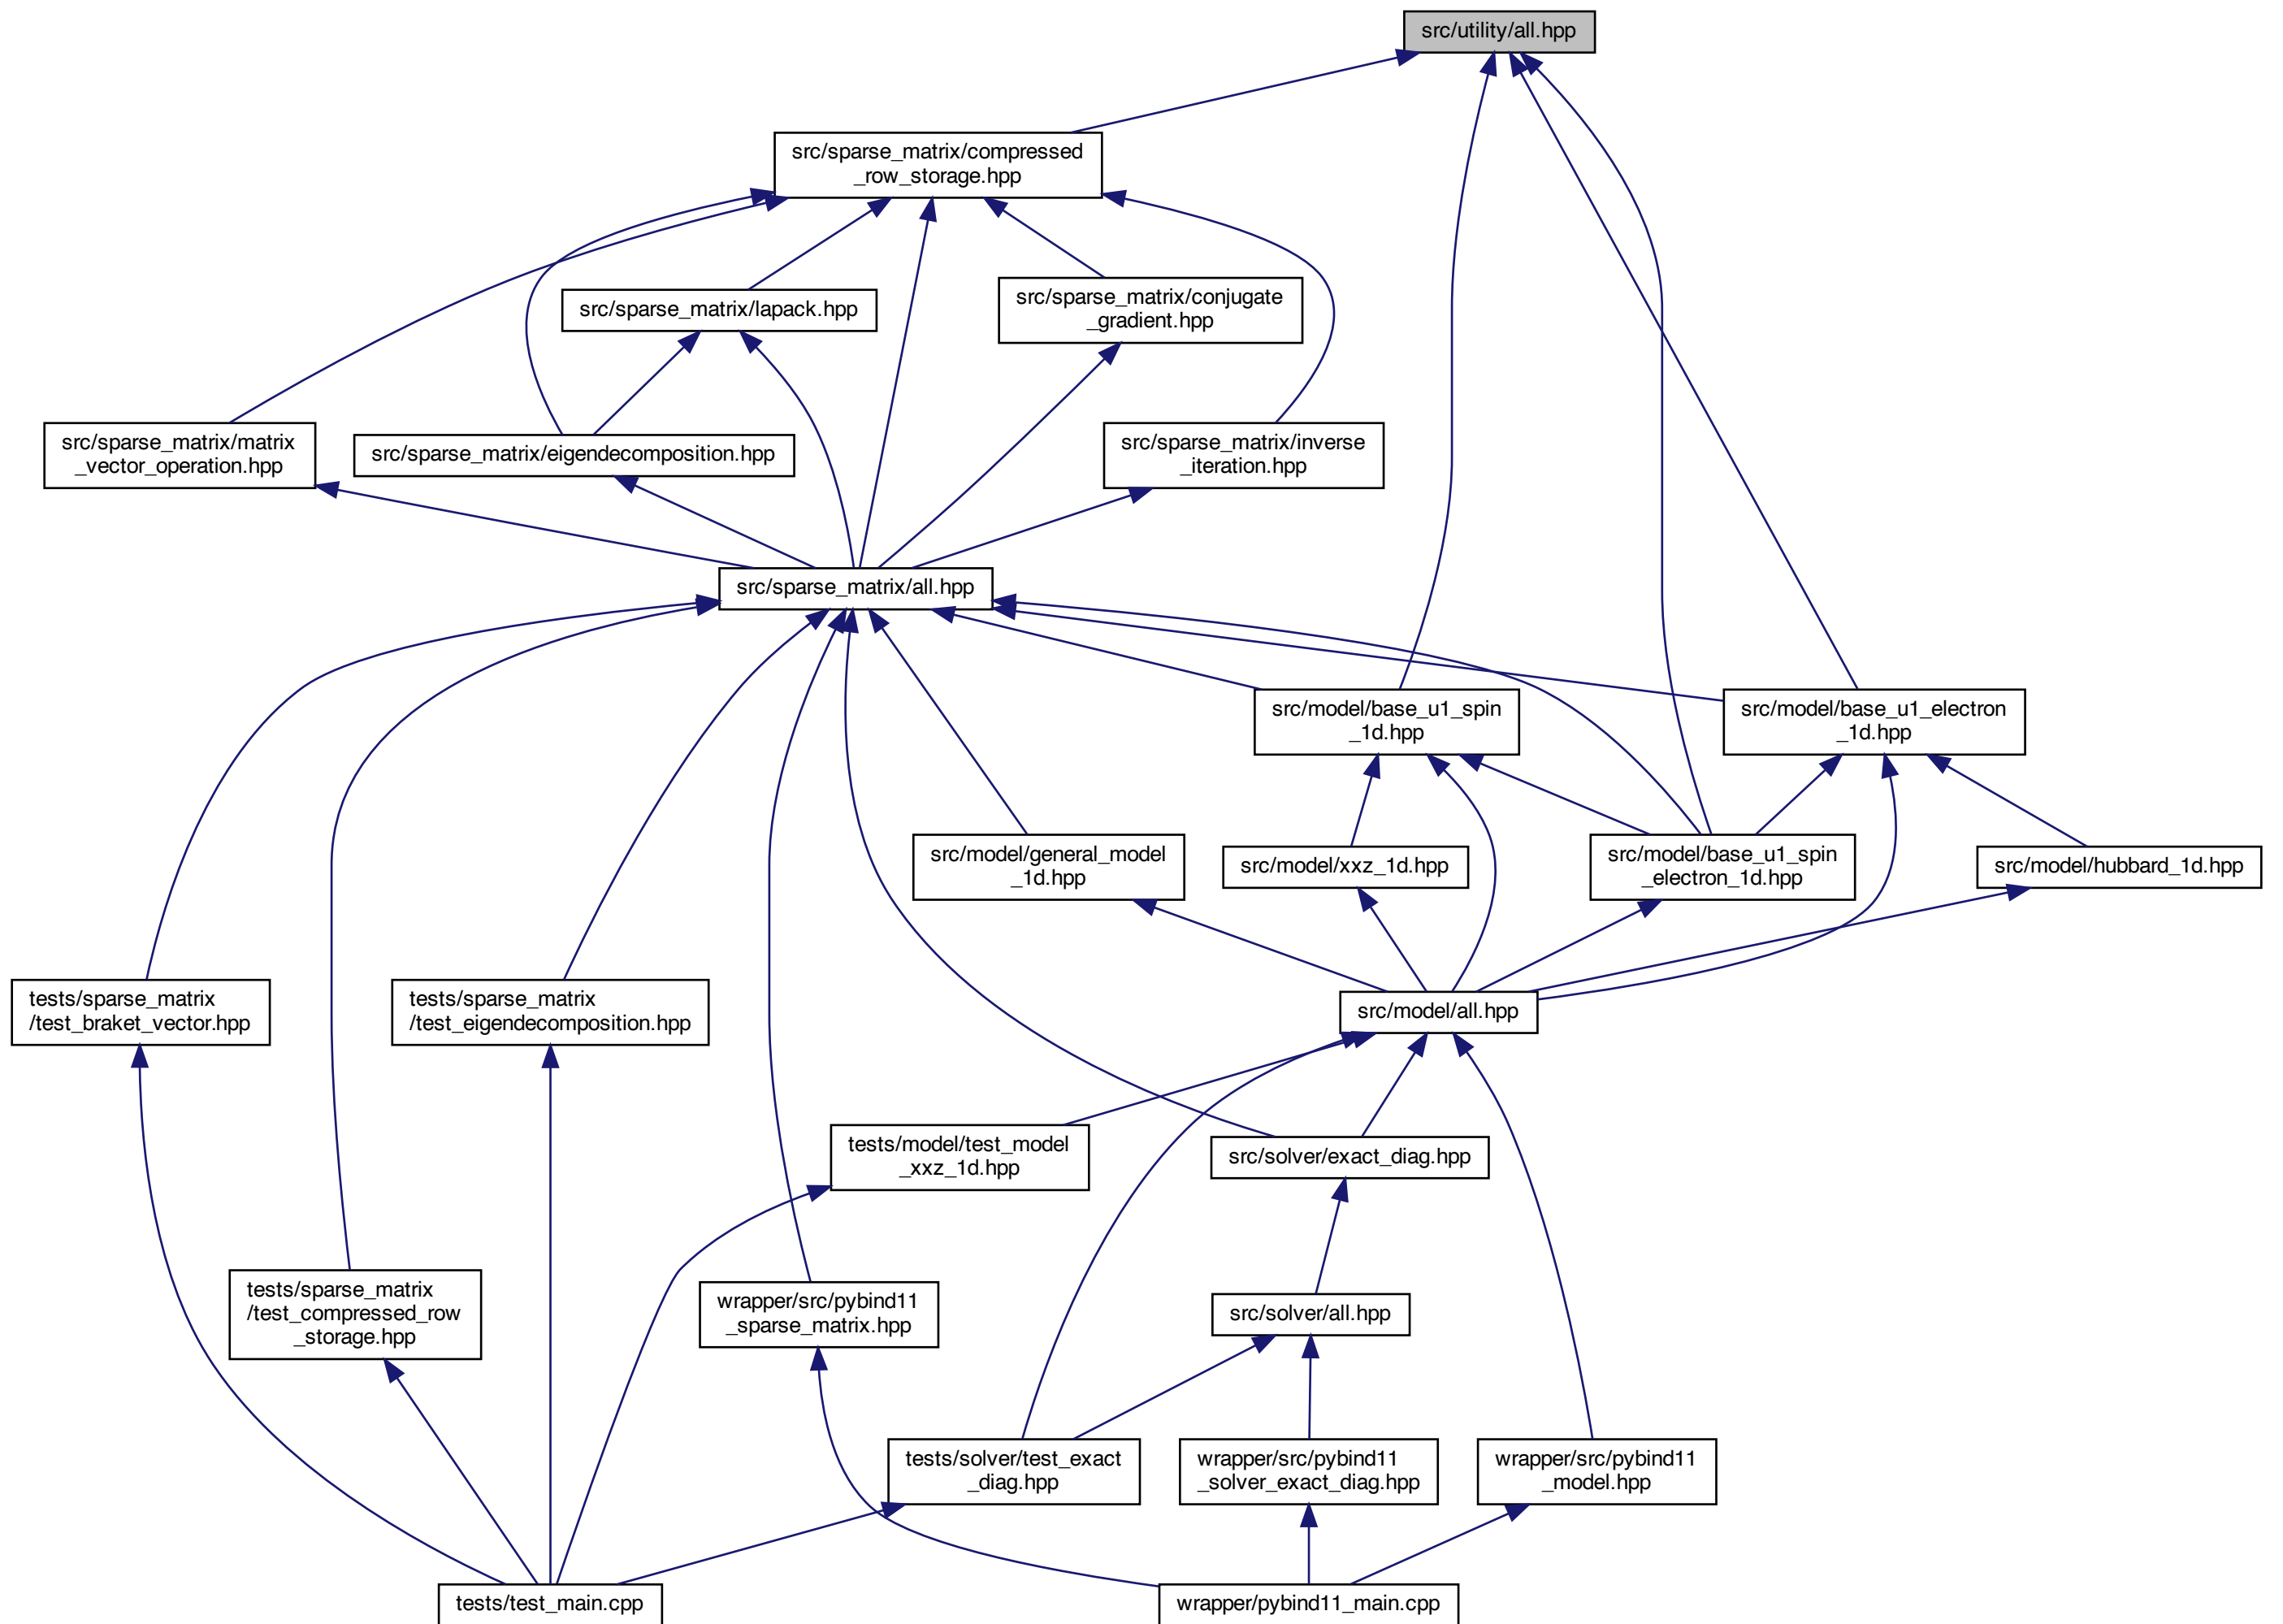 src/utility/all.hpp
src/sparse_matrix/compressed
_row_storage.hpp
src/sparse_matrix/lapack.hpp
src/sparse_matrix/conjugate
_gradient.hpp
src/sparse_matrix/matrix
_vector_operation.hpp
src/sparse_matrix/eigendecomposition.hpp
src/sparse_matrix/inverse
_iteration.hpp
src/sparse_matrix/all.hpp
src/model/base_u1_spin
_1d.hpp
src/model/base_u1_electron
_1d.hpp
src/model/general_model
_1d.hpp
src/model/xxz_1d.hpp
src/model/base_u1_spin
_electron_1d.hpp
src/model/hubbard_1d.hpp
tests/sparse_matrix
/test_braket_vector.hpp
tests/sparse_matrix
/test_eigendecomposition.hpp
src/model/all.hpp
tests/model/test_model
_xxz_1d.hpp
src/solver/exact_diag.hpp
tests/sparse_matrix
/test_compressed_row
_storage.hpp
wrapper/src/pybind11
_sparse_matrix.hpp
src/solver/all.hpp
tests/solver/test_exact
_diag.hpp
wrapper/src/pybind11
_solver_exact_diag.hpp
wrapper/src/pybind11
_model.hpp
tests/test_main.cpp
wrapper/pybind11_main.cpp